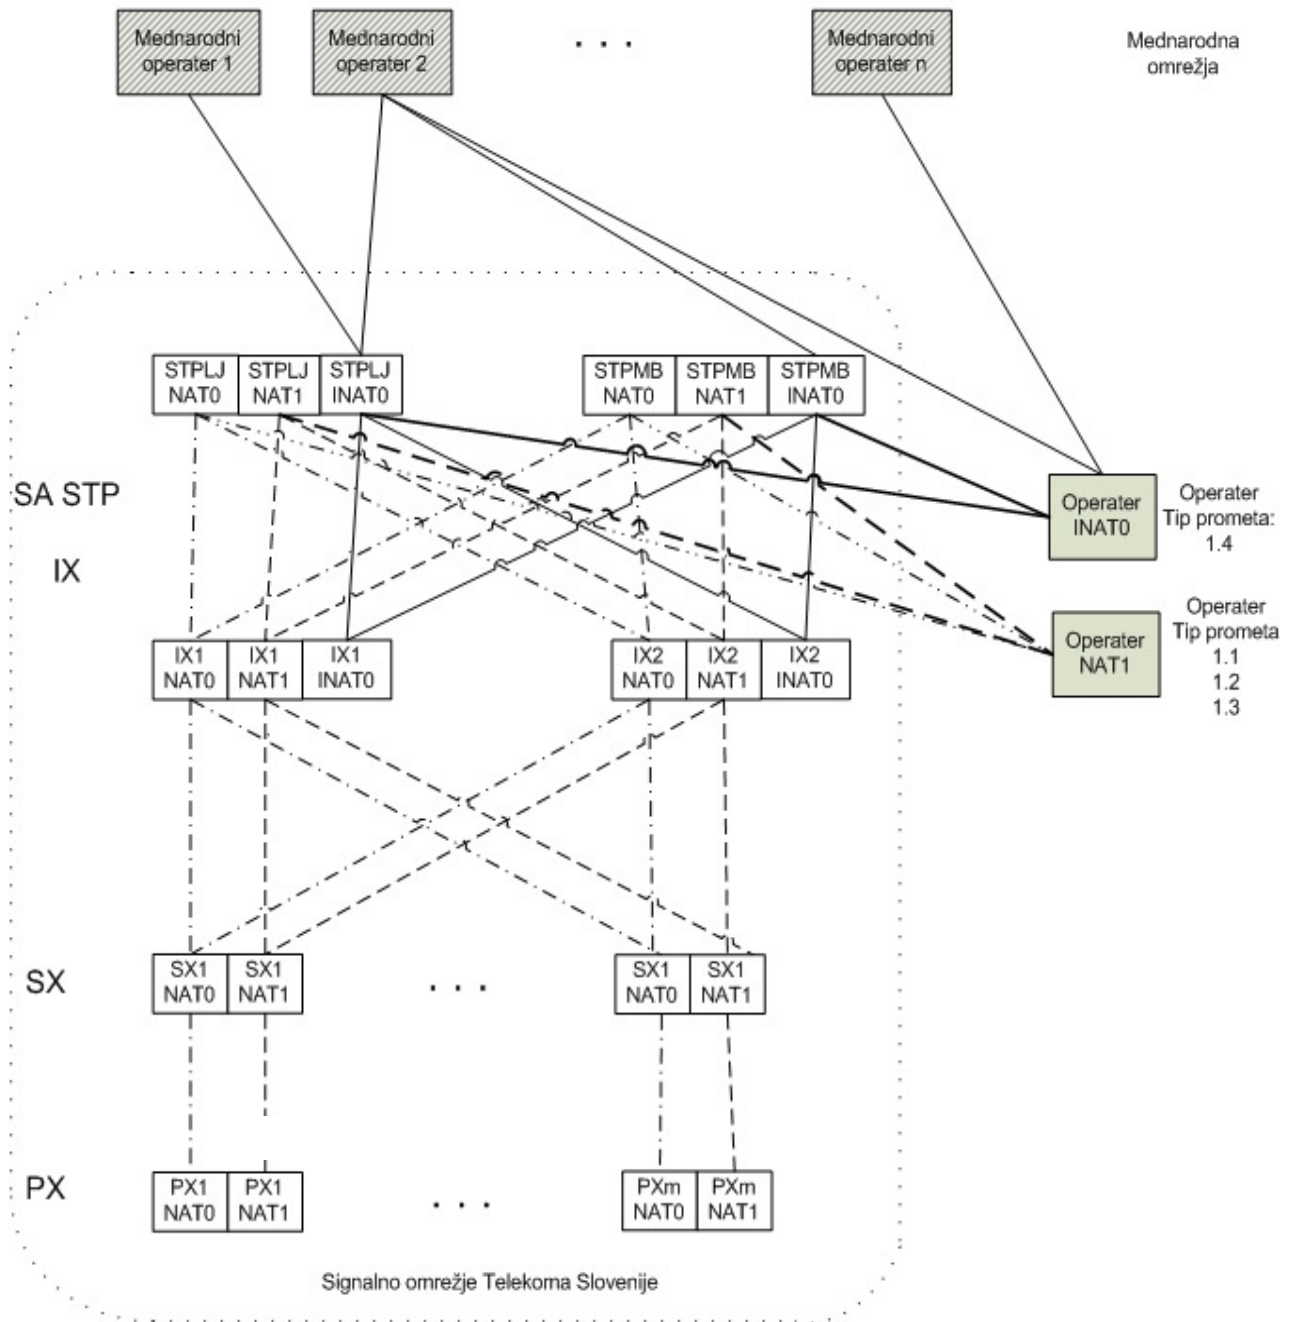 Mednarodni
operater 1
Mednarodni
operater 2
. . .
Mednarodni
operater n
Mednarodna
omrežja
STPLJ
NAT0
STPLJ
NAT1
STPLJ
INAT0
STPMB
NAT0
STPMB
NAT1
STPMB
INAT0
SA STP
IX
Operater
INAT0
Operater
Tip prometa:
1.4
IX1
NAT0
IX1
NAT1
IX1
INAT0
IX2
NAT0
IX2
NAT1
IX2
INAT0
Operater
NAT1
Operater
Tip prometa
1.1
1.2
1.3
SX
SX1
NAT0
SX1
NAT1
. . .
SX1
NAT0
SX1
NAT1
PX
PX1
NAT0
PX1
NAT1
. . .
PXm
NAT0
PXm
NAT1
Signalno omrežje Telekoma Slovenije